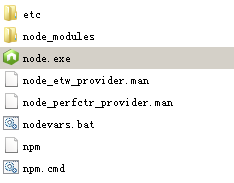 etc
node_modules
node.exe
node_etw_provider.man
node_perfctr_provider.man
nodevars.bat
npm
npm.cmd